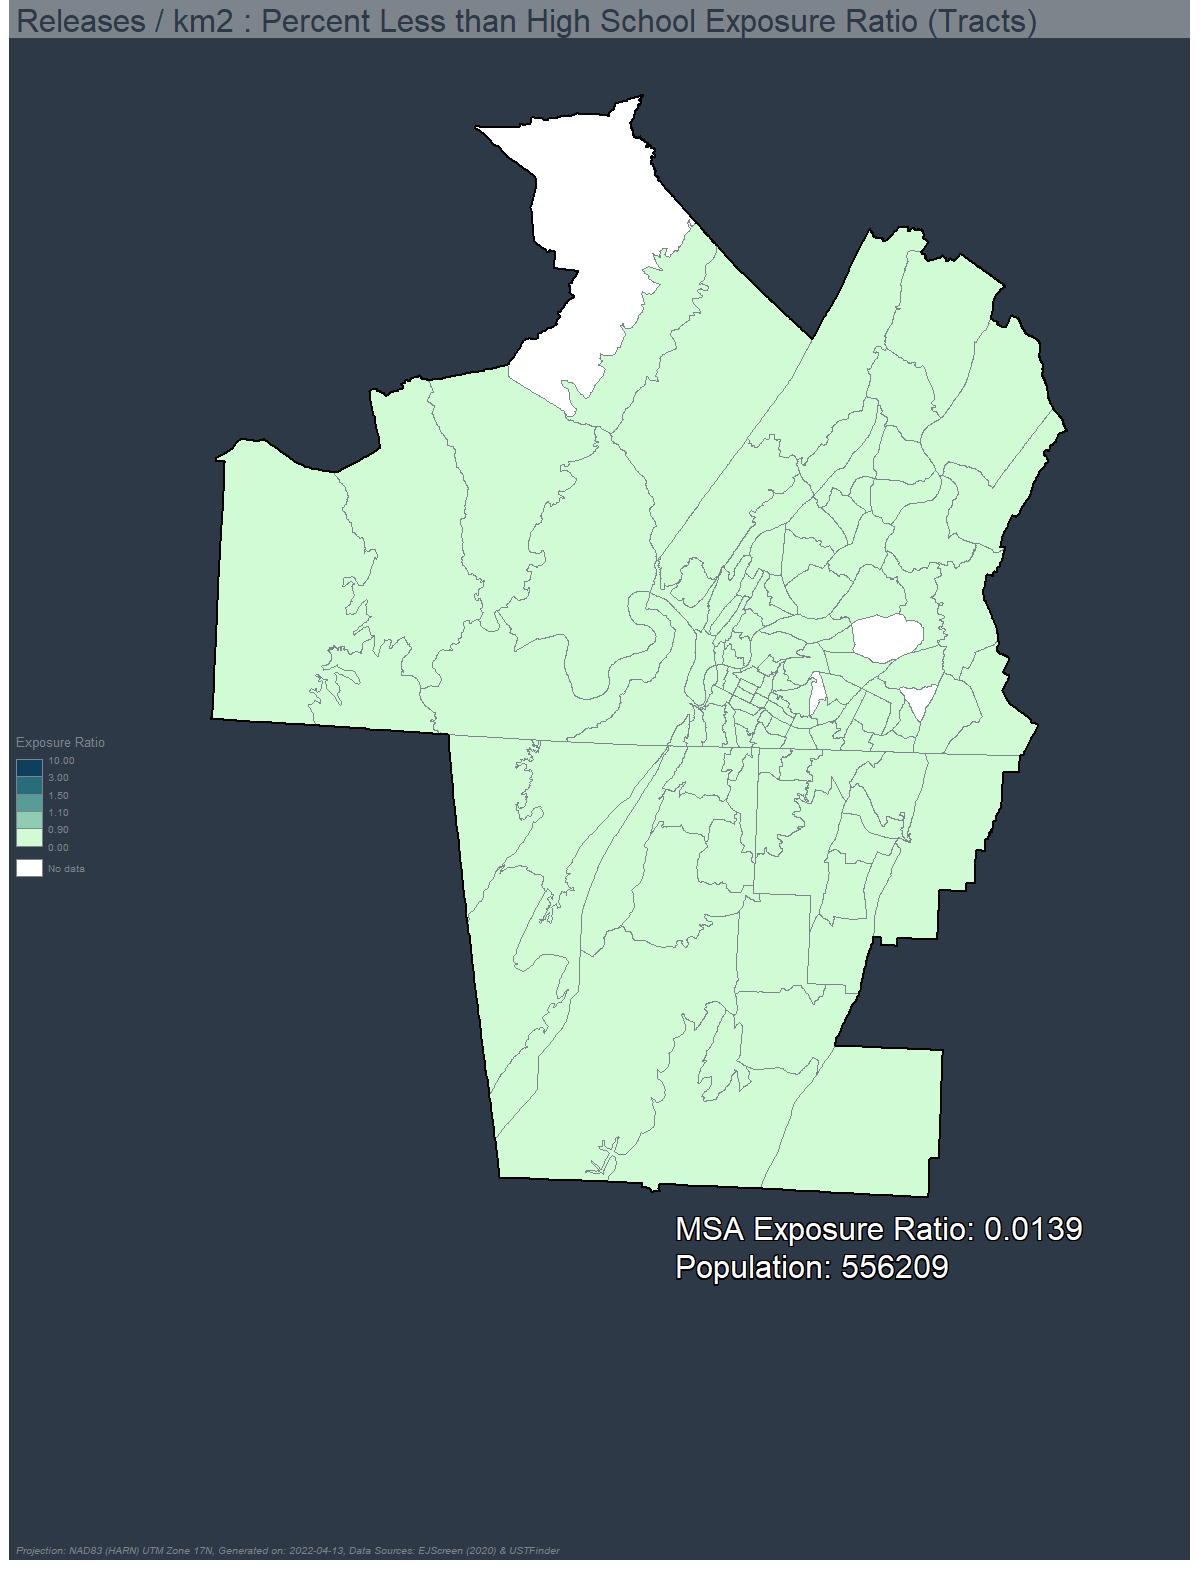 Releases / km2 : Percent Less than High School Exposure Ratio (Tracts)
Exposure Ratio
10.00
3.00
1.50
1.10
0.90
0.00
No data
MSA Exposure Ratio: 0.0139
Population: 556209
Projection: NAD83 (HARN) UTM Zone 17N, Generated on: 2022-04-13, Data Sources: EJScreen (2020) & USTFinder